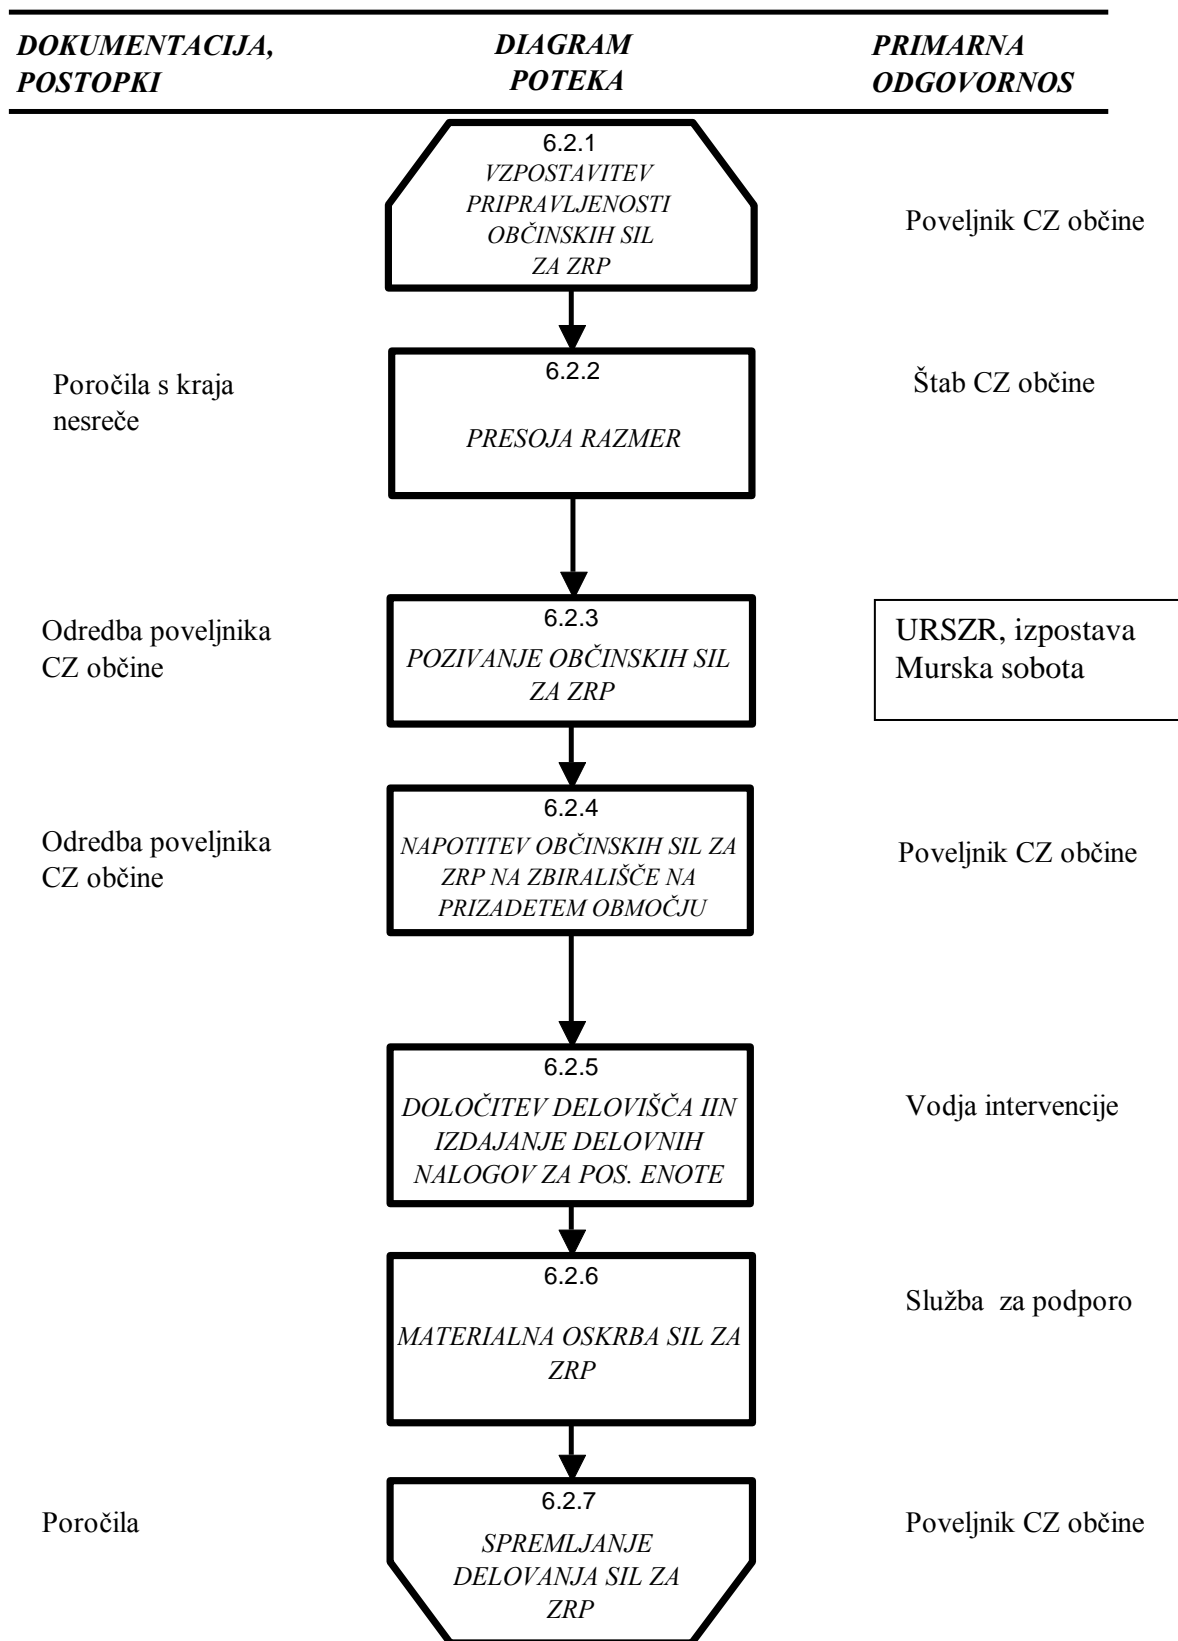 DOKUMENTACIJA,
POSTOPKI
DIAGRAM
POTEKA
PRIMARNA
ODGOVORNOS
6.2.1
VZPOSTAVITEV
PRIPRAVLJENOSTI
OBČINSKIH SIL
ZA ZRP
Poveljnik CZ občine
Poročila s kraja
nesreče
6.2.2
PRESOJA RAZMER
Štab CZ občine
Odredba poveljnika
CZ občine
6.2.3
POZIVANJE OBČINSKIH SIL
ZA ZRP
URSZR, izpostava
Murska sobota
Odredba poveljnika
CZ občine
6.2.4
NAPOTITEV OBČINSKIH SIL ZA
ZRP NA ZBIRALIŠČE NA
PRIZADETEM OBMOČJU
Poveljnik CZ občine
6.2.5
DOLOČITEV DELOVIŠČA IIN
IZDAJANJE DELOVNIH
NALOGOV ZA POS. ENOTE
Vodja intervencije
6.2.6
MATERIALNA OSKRBA SIL ZA
ZRP
Služba za podporo
Poročila
6.2.7
SPREMLJANJE
DELOVANJA SIL ZA
ZRP
Poveljnik CZ občine